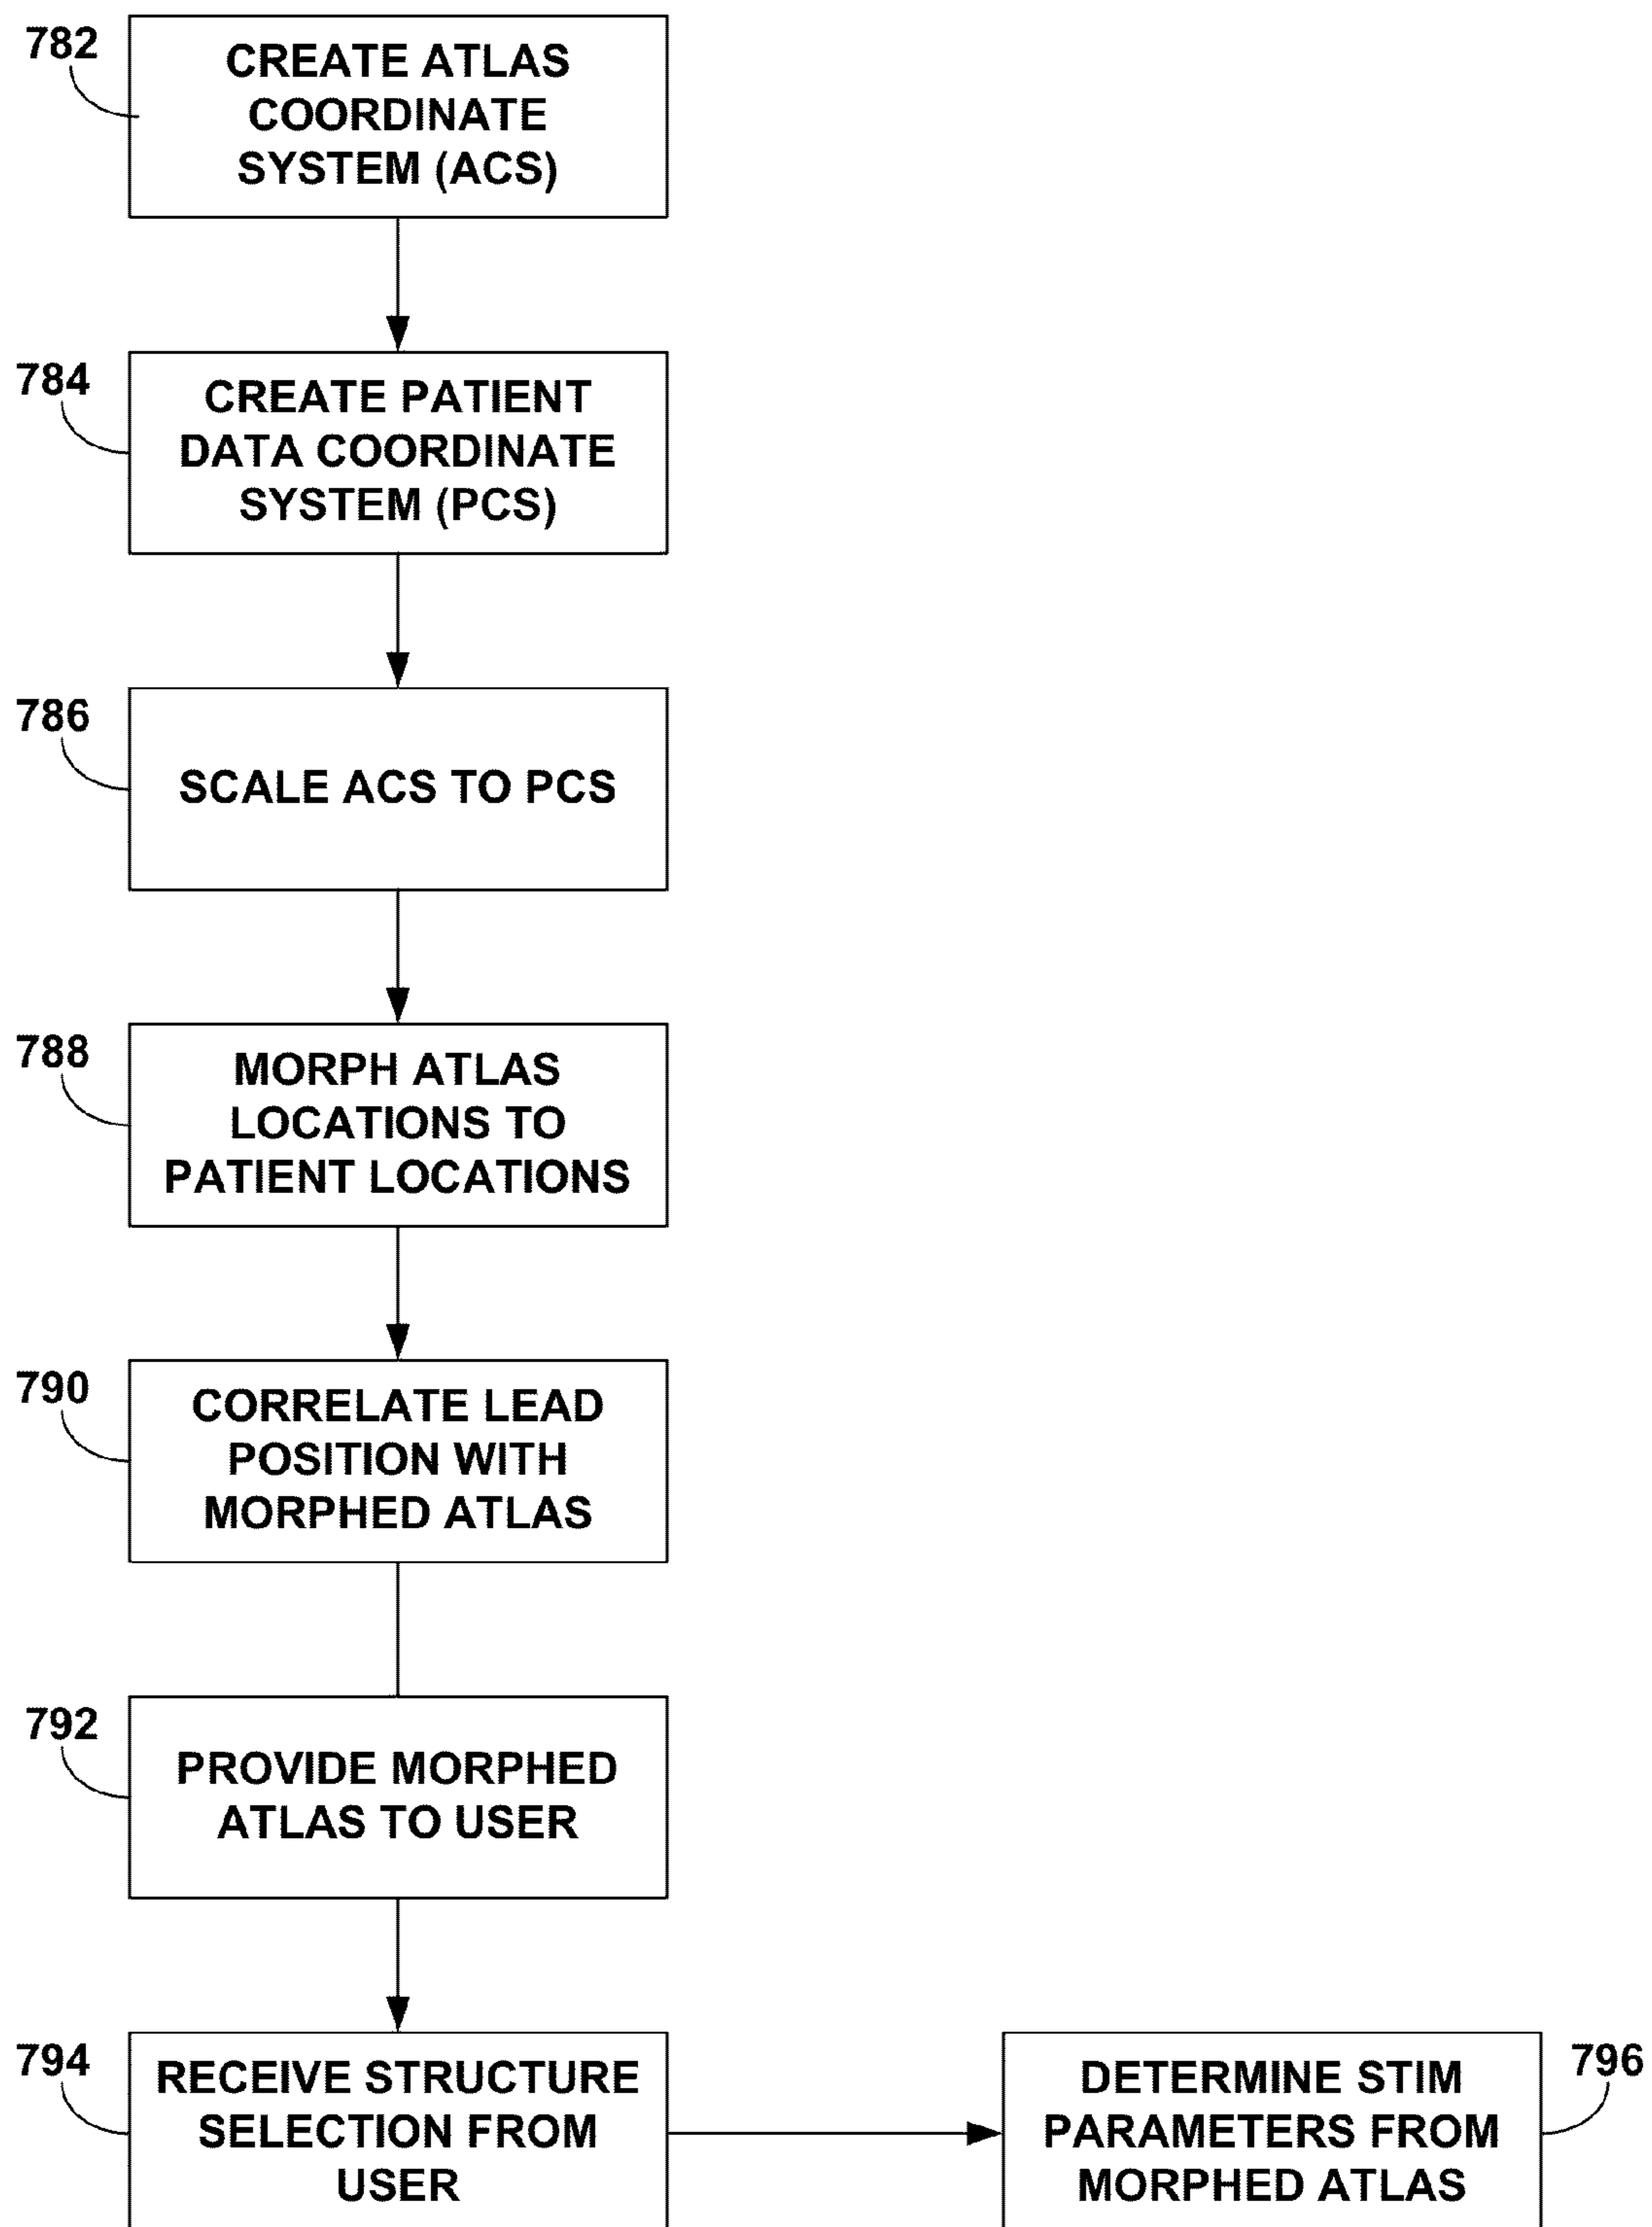 782
CREATE ATLAS
COORDINATE
SYSTEM (ACS)
784
CREATE PATIENT
DATA COORDINATE
SYSTEM (PCS)
786
SCALE ACS TO PCS
788
MORPH ATLAS
LOCATIONS TO
PATIENT LOCATIONS
790
CORRELATE LEAD
POSITION WITH
MORPHED ATLAS
792
PROVIDE MORPHED
ATLAS TO USER
794
RECEIVE STRUCTURE
SELECTION FROM
USER
DETERMINE STIM
PARAMETERS FROM
MORPHED ATLAS
796